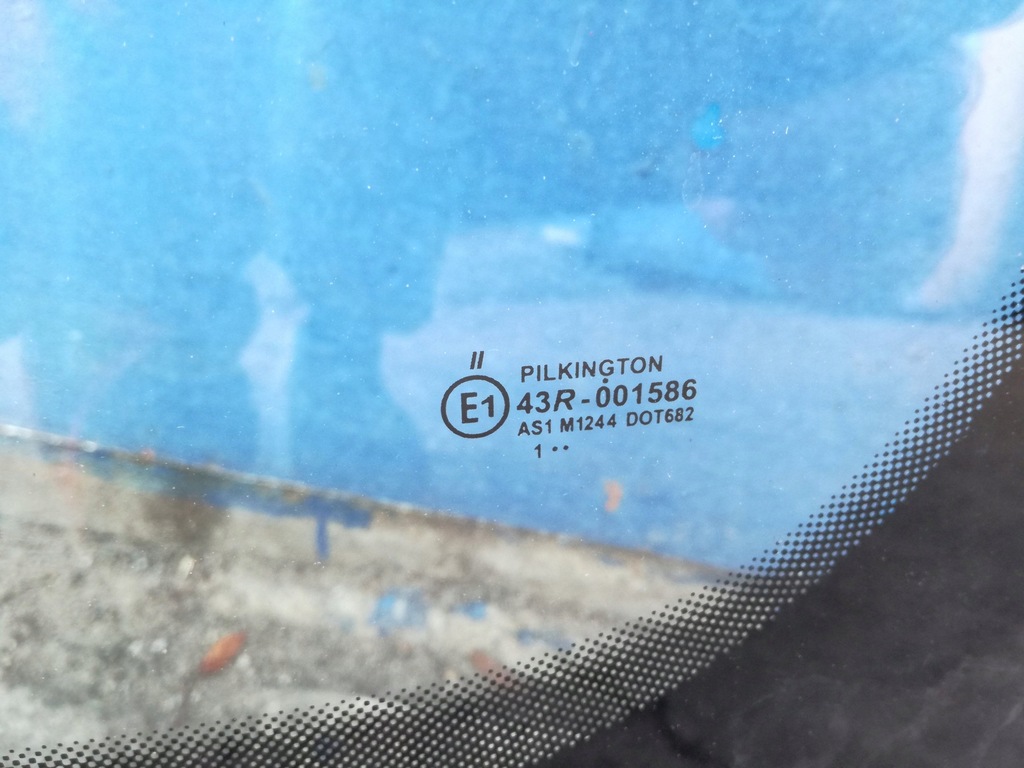 II
PILKINGTON
E1 43R-001586
AS1 M1244 DOT682
1 ··